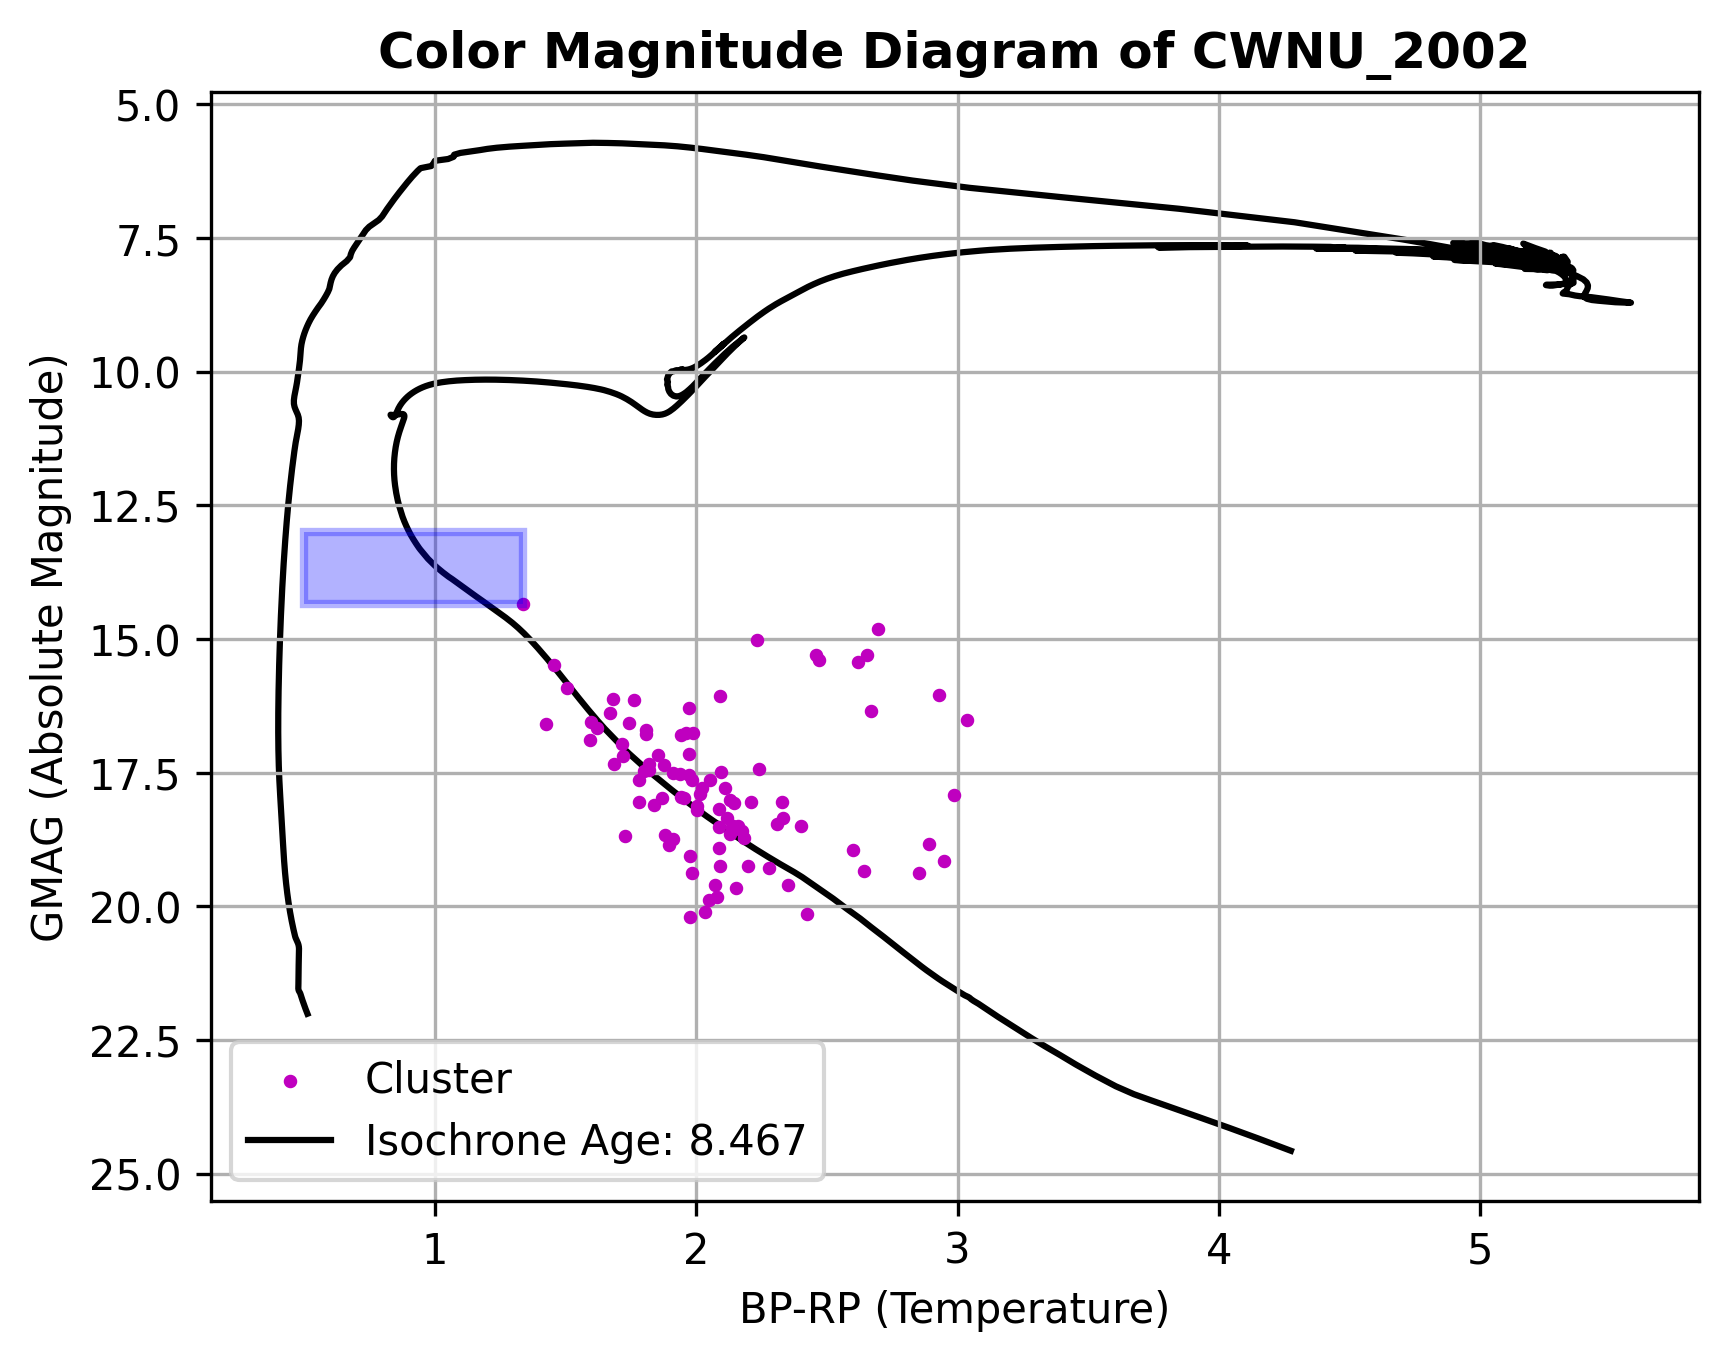 Color Magnitude Diagram of CWNU_2002
GMAG (Absolute Magnitude)
5.0
7.5
10.0
12.5
15.0
17.5
20.0
22.5
25.0
Cluster
Isochrone Age: 8.467
1 2 3 4 5
BP-RP (Temperature)